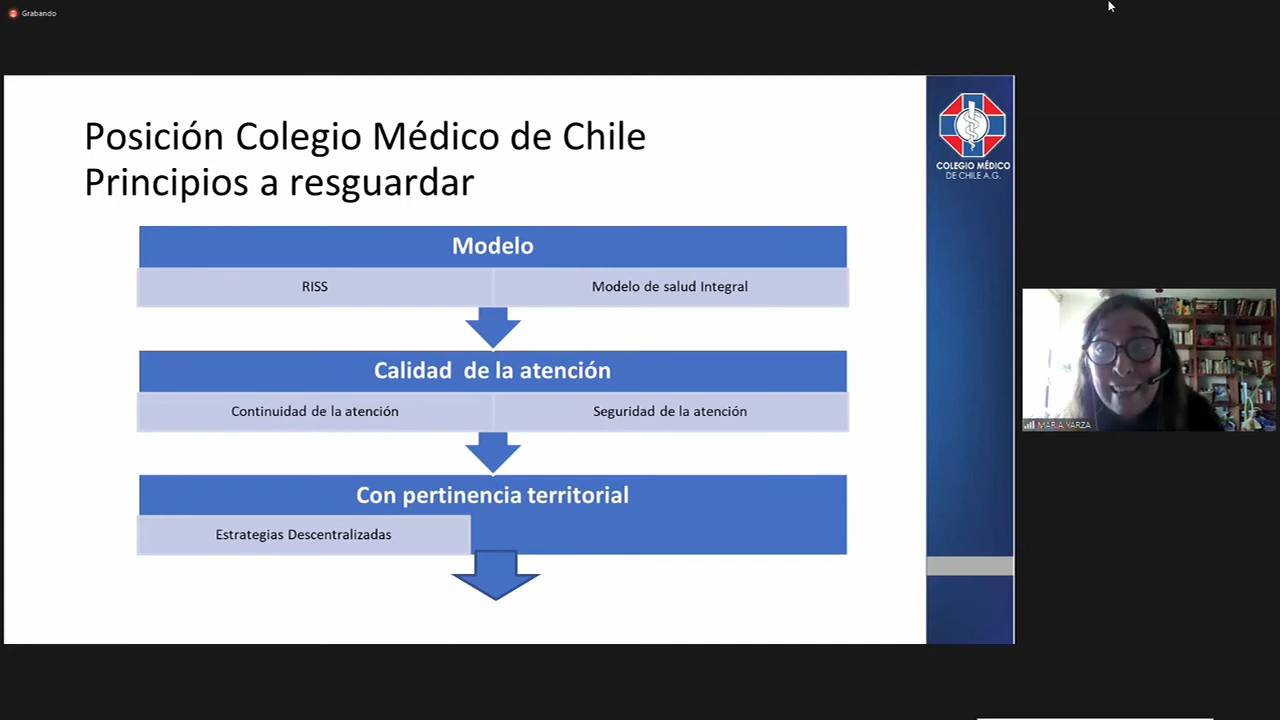 Grabando
Posición Colegio Médico de Chile
Principios a resguardar
COLEGIO MÉDICO
DE CHILE A.G.
Modelo
RISS
Modelo de salud Integral
Calidad de la atención
Continuidad de la atención
Seguridad de la atención
Con pertinencia territorial
Estrategias Descentralizadas
MARIA YARZA